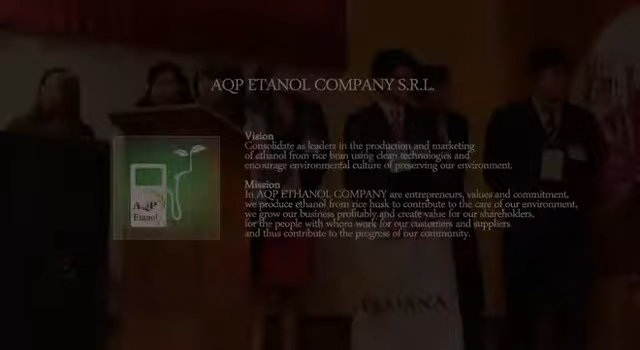 AQP ETANOL COMPANY S.R.L.
Vision
Consolidate as leaders in the production and marketing
of ethanol from rice bran using clean technologies and
encourage environmental culture of preserving our environment.
Mission
In AQP ETHANOL COMPANY are entrepreneurs, values and commitment,
we produce ethanol from rice husk to contribute to the care of our environment,
we grow our business profitably and create value for our shareholders,
for the people with whom work for our customers and suppliers
and thus contribute to the progress of our community.
AQP
Etanol